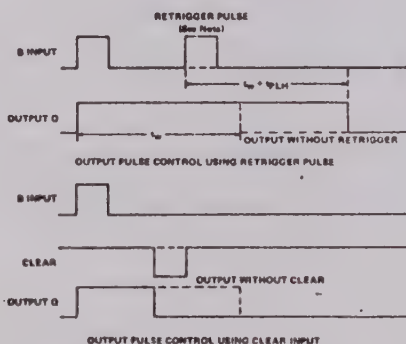 RETRIGGER PULSE
(See Note)
B INPUT
tw + tPLH
OUTPUT Q
tw
OUTPUT WITHOUT RETRIGGER
OUTPUT PULSE CONTROL USING RETRIGGER PULSE
B INPUT
CLEAR
OUTPUT WITHOUT CLEAR
OUTPUT Q
OUTPUT PULSE CONTROL USING CLEAR INPUT